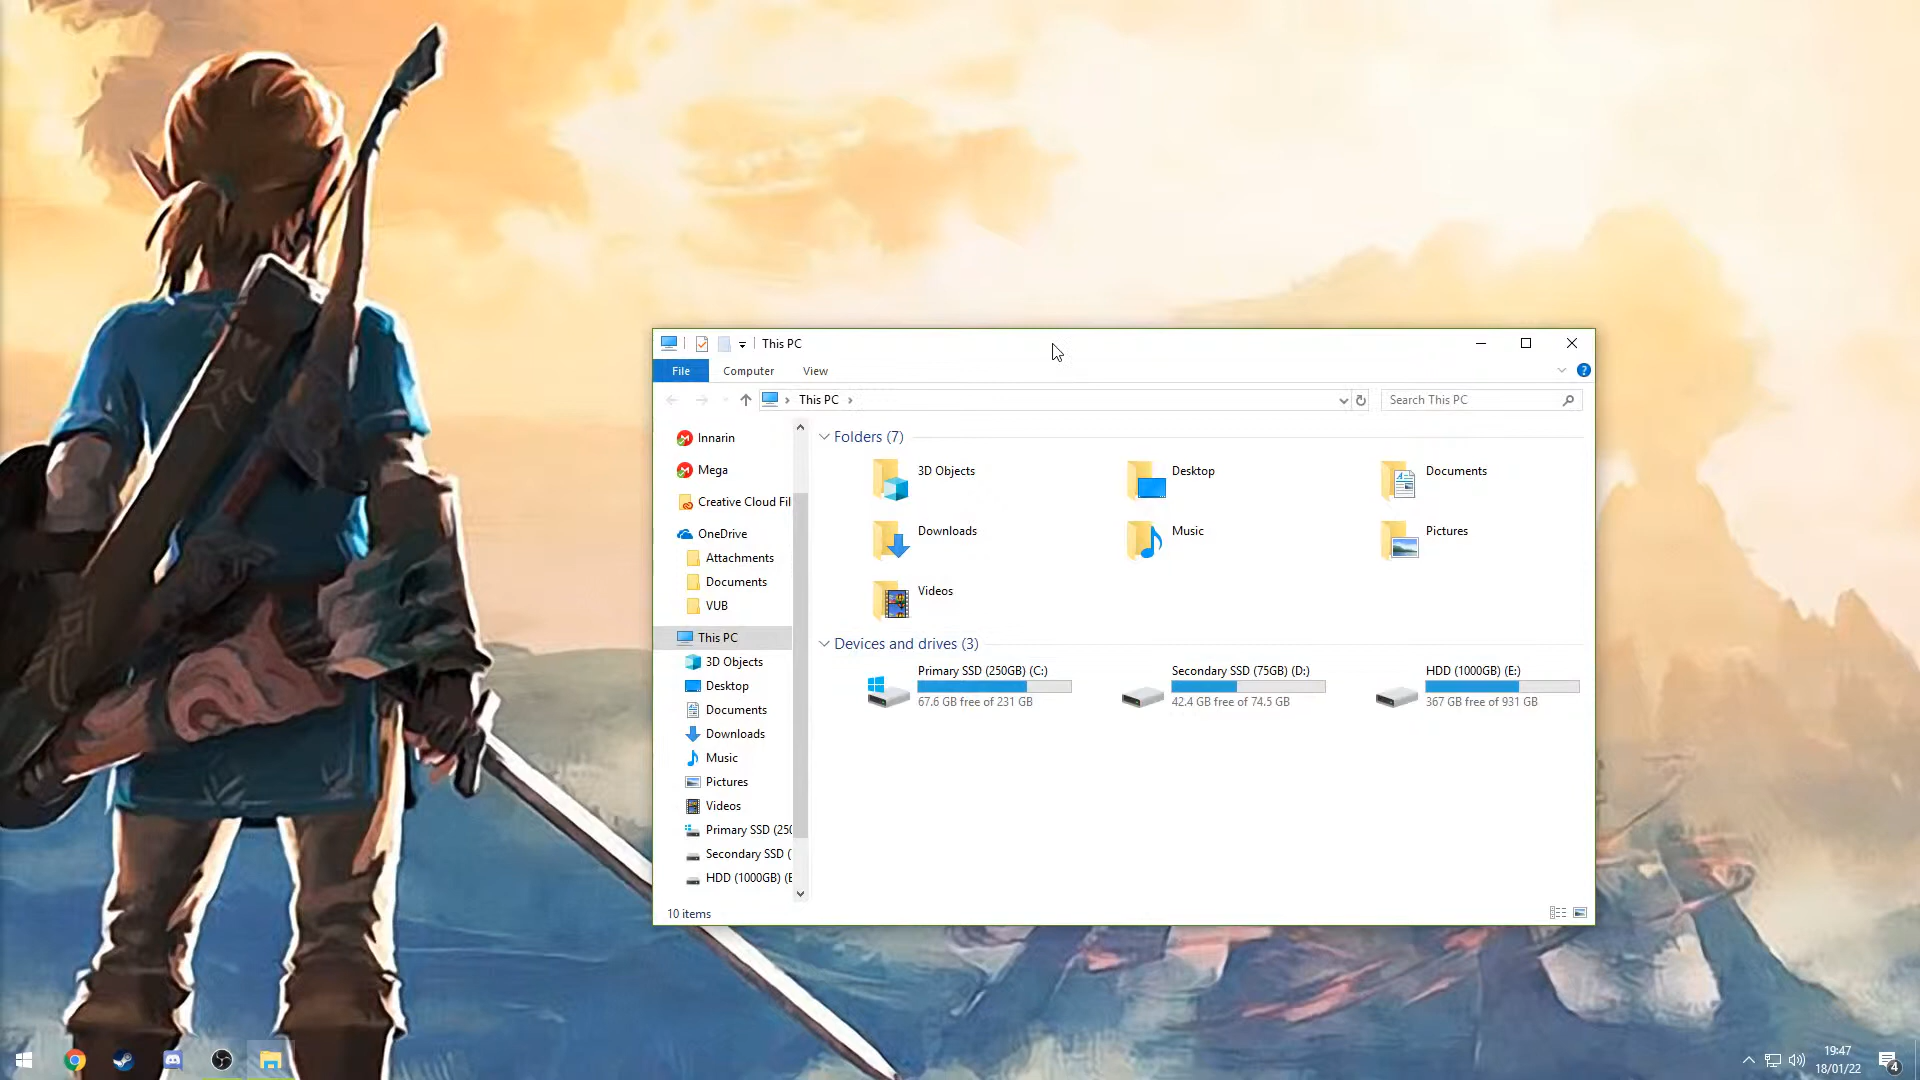 This PC
File Computer View
This PC
Search This PC
Innarin
Mega
Creative Cloud Fil
OneDrive
Attachments
Documents
VUB
This PC
3D Objects
Desktop
Documents
Downloads
Music
Pictures
Videos
Primary SSD (250
Secondary SSD (
HDD (1000GB) (E
Folders (7)
3D Objects
Desktop
Documents
Downloads
Music
Pictures
Videos
Devices and drives (3)
Primary SSD (250GB) (C:)
67.6 GB free of 231 GB
Secondary SSD (75GB) (D:)
42.4 GB free of 74.5 GB
HDD (1000GB) (E:)
367 GB free of 931 GB
10 items
19:47
18/01/22
4